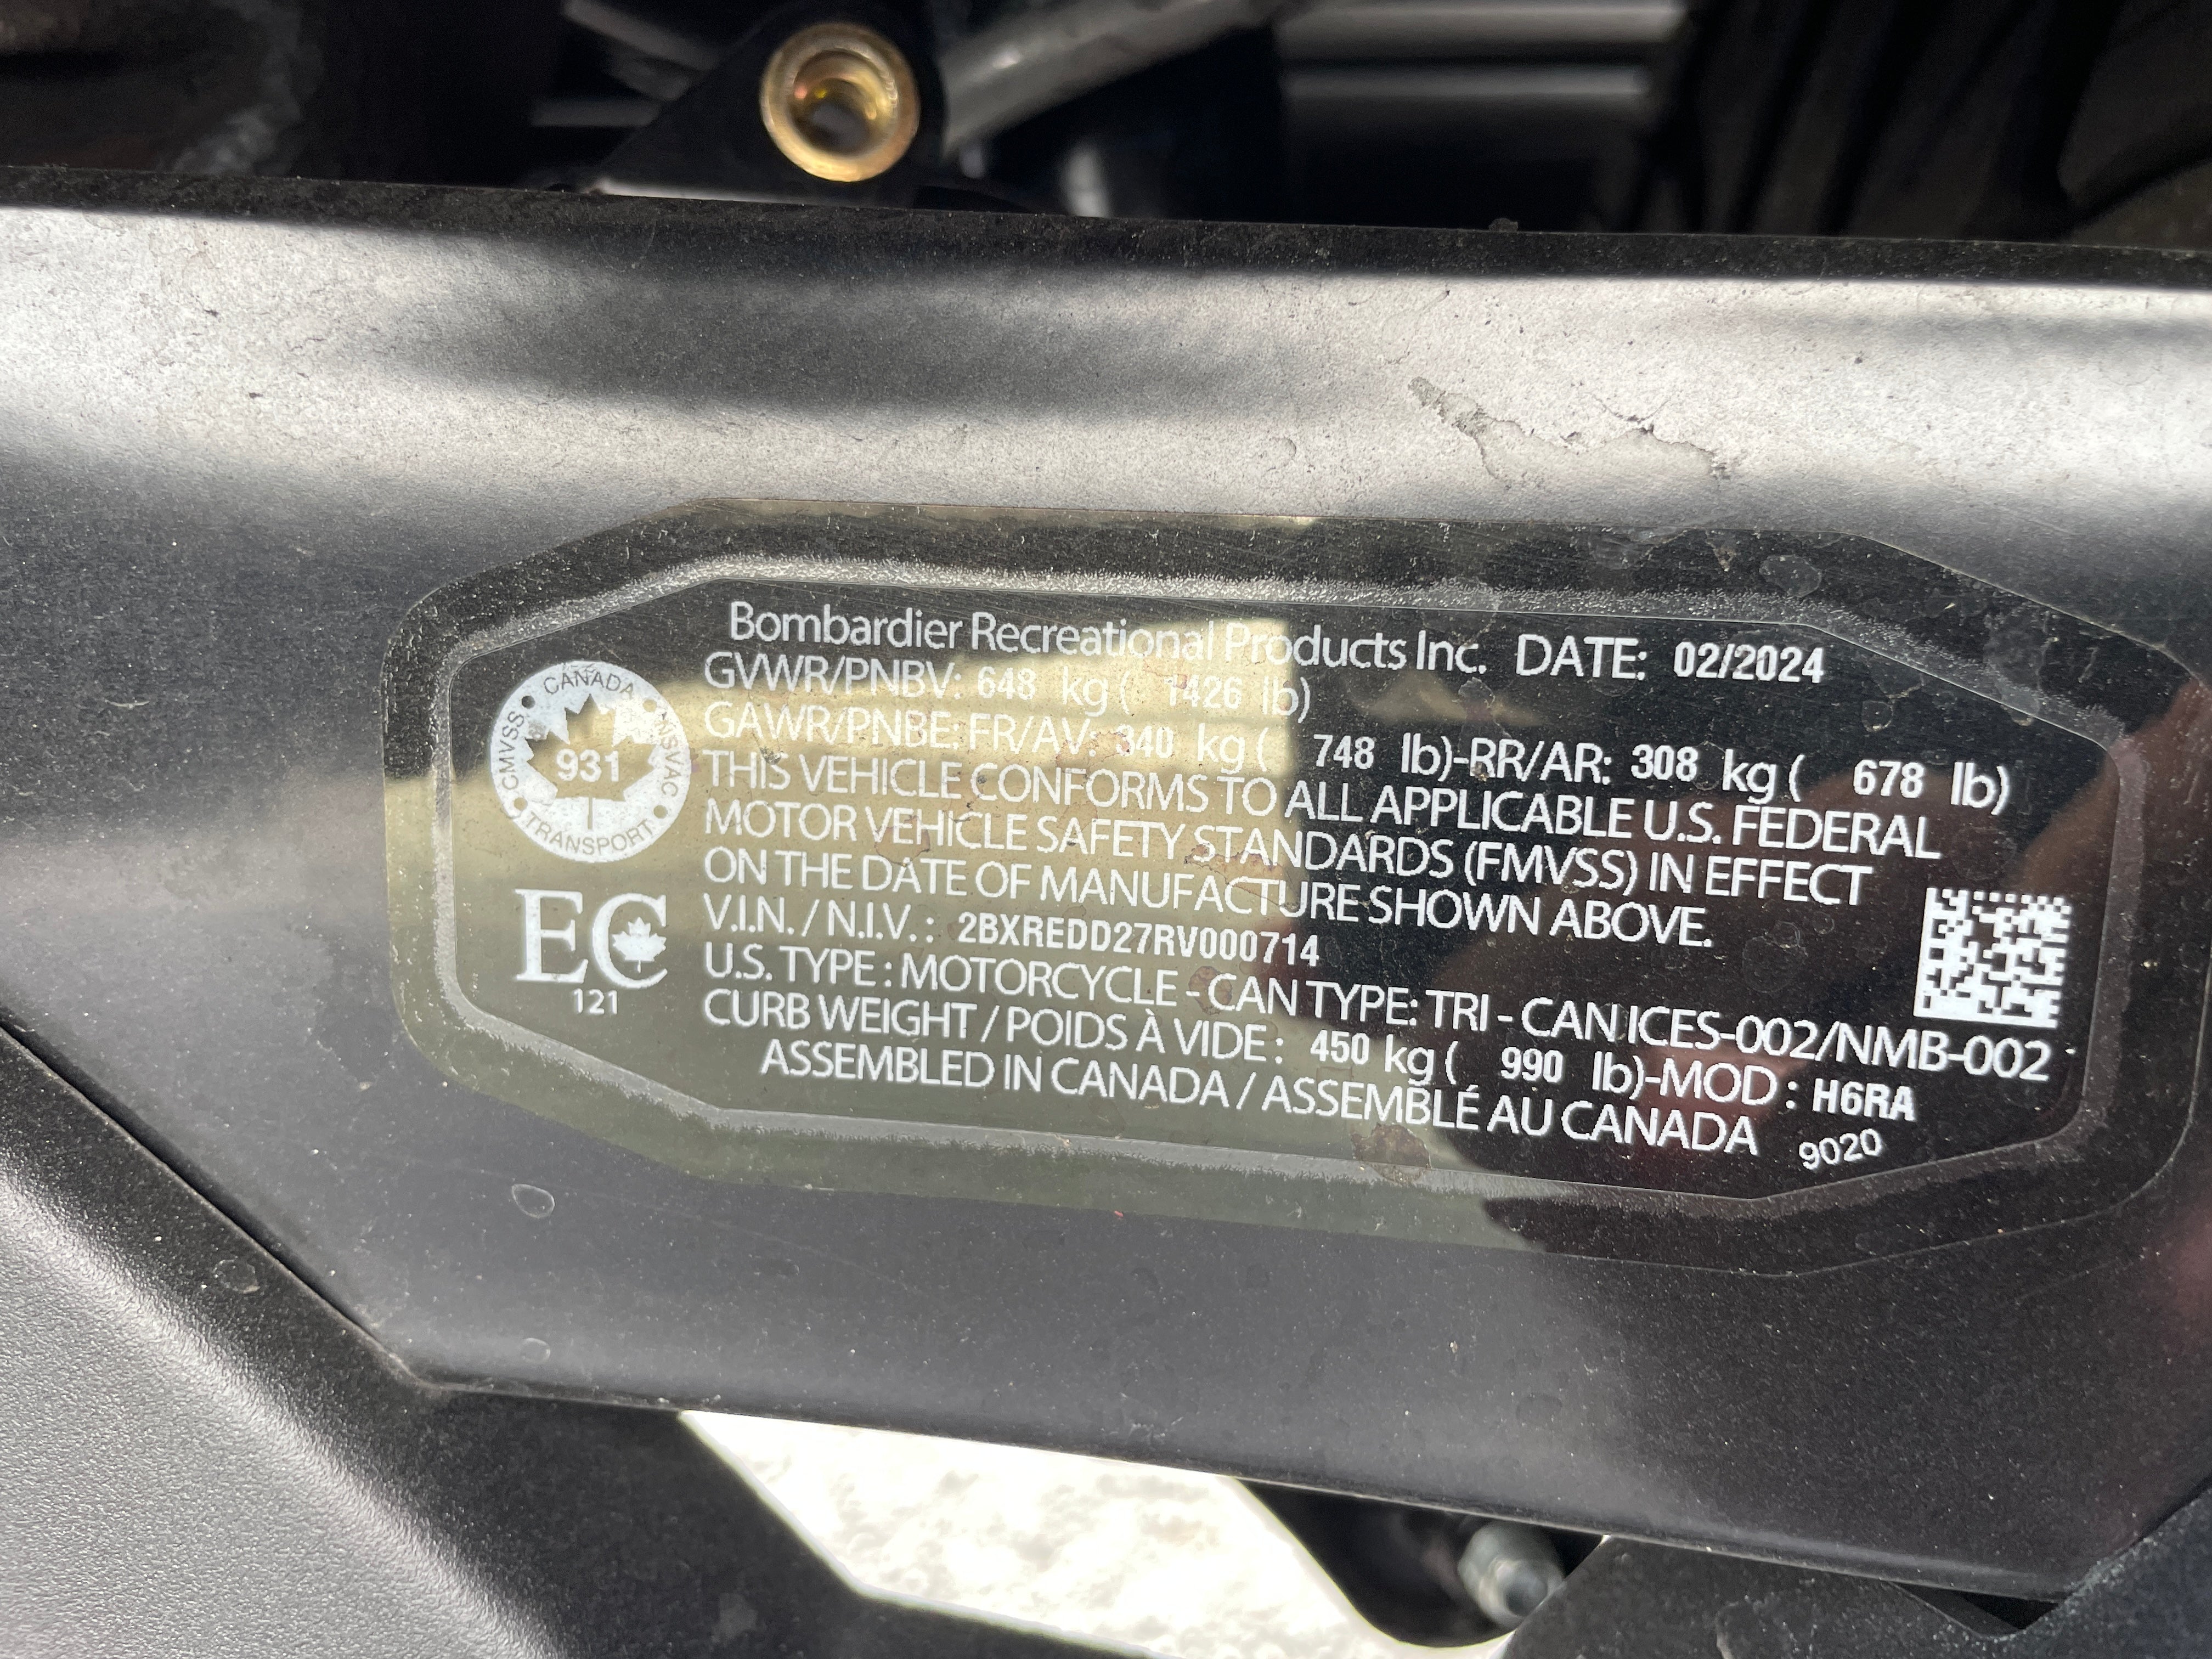 Bombardier Recreational Products Inc. DATE: 02/2024
GVWR/PNBV: 648 kg ( 1426 lb)
GAWR/PNBE: FR/AV: 340 kg ( 748 lb)-RR/AR: 308 kg ( 678 lb)
THIS VEHICLE CONFORMS TO ALL APPLICABLE U.S. FEDERAL
MOTOR VEHICLE SAFETY STANDARDS (FMVSS) IN EFFECT
ON THE DATE OF MANUFACTURE SHOWN ABOVE.
V.I.N. / N.I.V. : 2BXREDD27RV000714
U.S. TYPE : MOTORCYCLE - CAN TYPE: TRI - CAN ICES-002/NMB-002
CURB WEIGHT / POIDS À VIDE : 450 kg ( 990 lb)-MOD : H6RA
ASSEMBLED IN CANADA / ASSEMBLÉ AU CANADA 9020
CANADA
CMVSS
NSVAC
931
TRANSPORT
EC
121